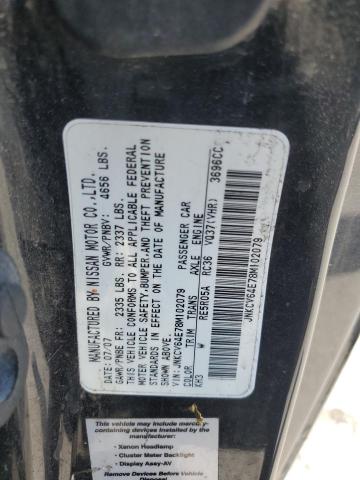 MANUFACTURED BY NISSAN MOTOR CO.,LTD.
DATE: 07/07 GVWR/PNBV: 4656 LBS.
GAWR/PNBE FR: 2335 LBS. RR: 2337 LBS.
THIS VEHICLE CONFORMS TO ALL APPLICABLE FEDERAL
MOTOR VEHICLE SAFETY,BUMPER,AND THEFT PREVENTION
STANDARDS IN EFFECT ON THE DATE OF MANUFACTURE
SHOWN ABOVE.
VIN: JNKCV64E78M102079 PASSENGER CAR
COLOR TRIM TRANS AXLE ENGINE
KH3 W RE5R05A RC36 VQ37(VHR) 3696CC
JNKCV64E78M102079
This vehicle may include mercury-
containing devices installed by the
manufacturer:
- Xenon Headlamp
- Cluster Meter Backlight
- Display Assy-AV
Remove Devices Before Vehicle
Disposal